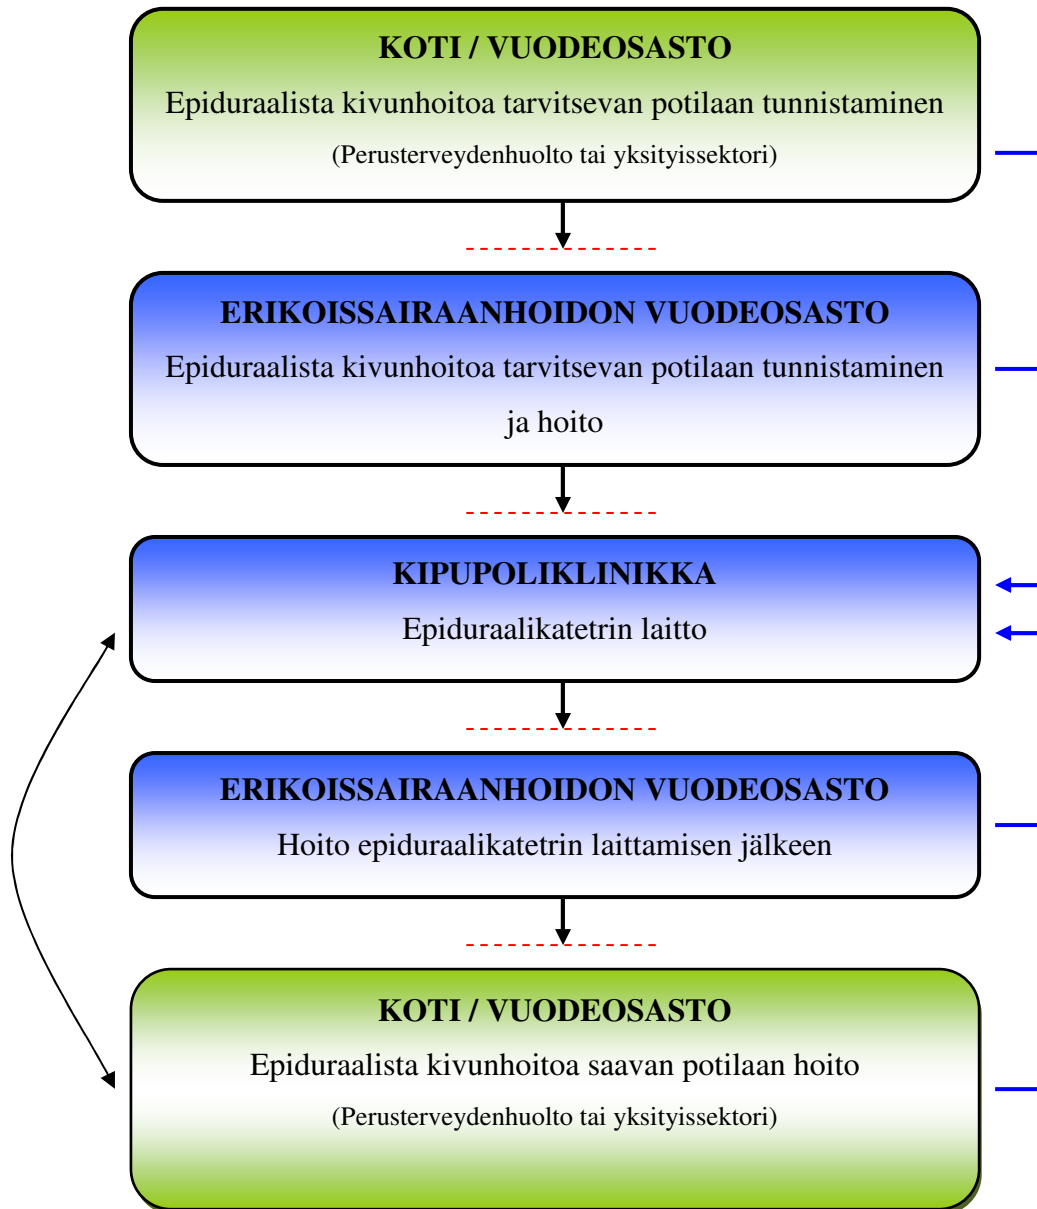 KOTI / VUODEOSASTO
Epiduraalista kivunhoitoa tarvitsevan potilaan tunnistaminen
(Perusterveydenhuolto tai yksityissektori)
ERIKOISSAIRAANHOIDON VUODEOSASTO
Epiduraalista kivunhoitoa tarvitsevan potilaan tunnistaminen
ja hoito
KIPUPOLIKLINIKKA
Epiduraalikatetrin laitto
ERIKOISSAIRAANHOIDON VUODEOSASTO
Hoito epiduraalikatetrin laittamisen jälkeen
KOTI / VUODEOSASTO
Epiduraalista kivunhoitoa saavan potilaan hoito
(Perusterveydenhuolto tai yksityissektori)